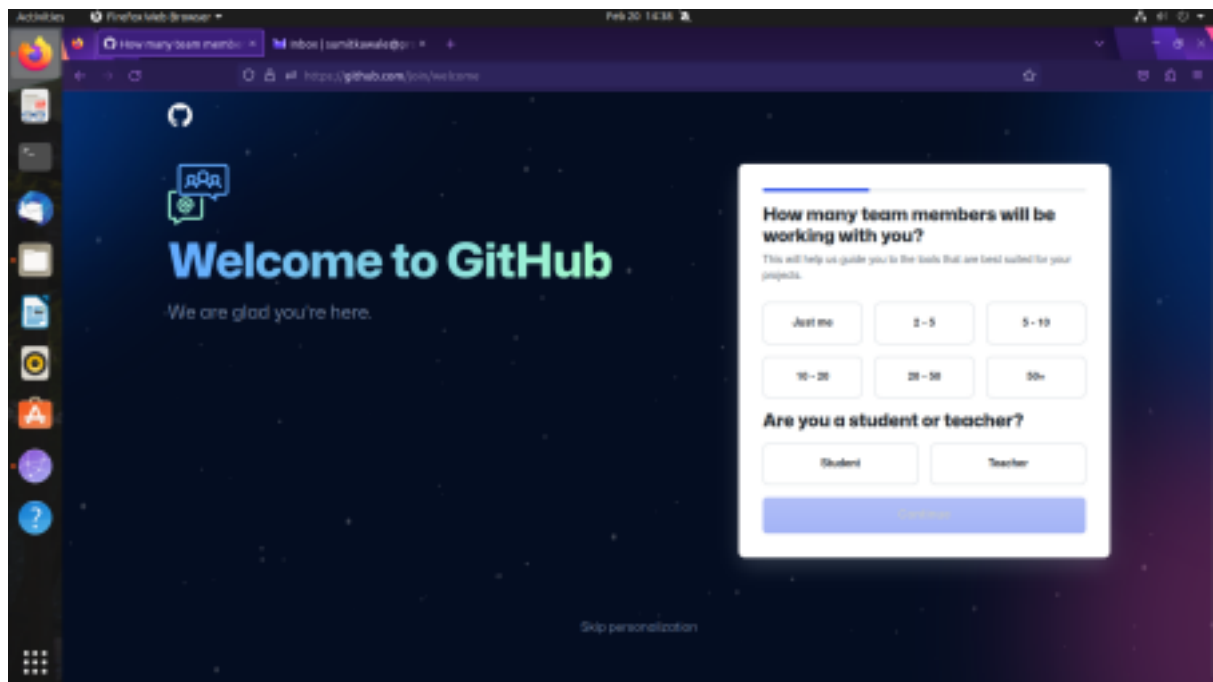 Activities
Firefox Web Browser
Feb 20 16:38
How many team membe
https://github.com/join/welcome
Welcome to GitHub
We are glad you're here.
How many team members will be
working with you?
This will help us guide you to the tools that are best suited for your
projects.
Just me
2 - 5
5 - 10
10 - 20
20 - 50
50+
Are you a student or teacher?
Student
Teacher
Continue
Skip personalization